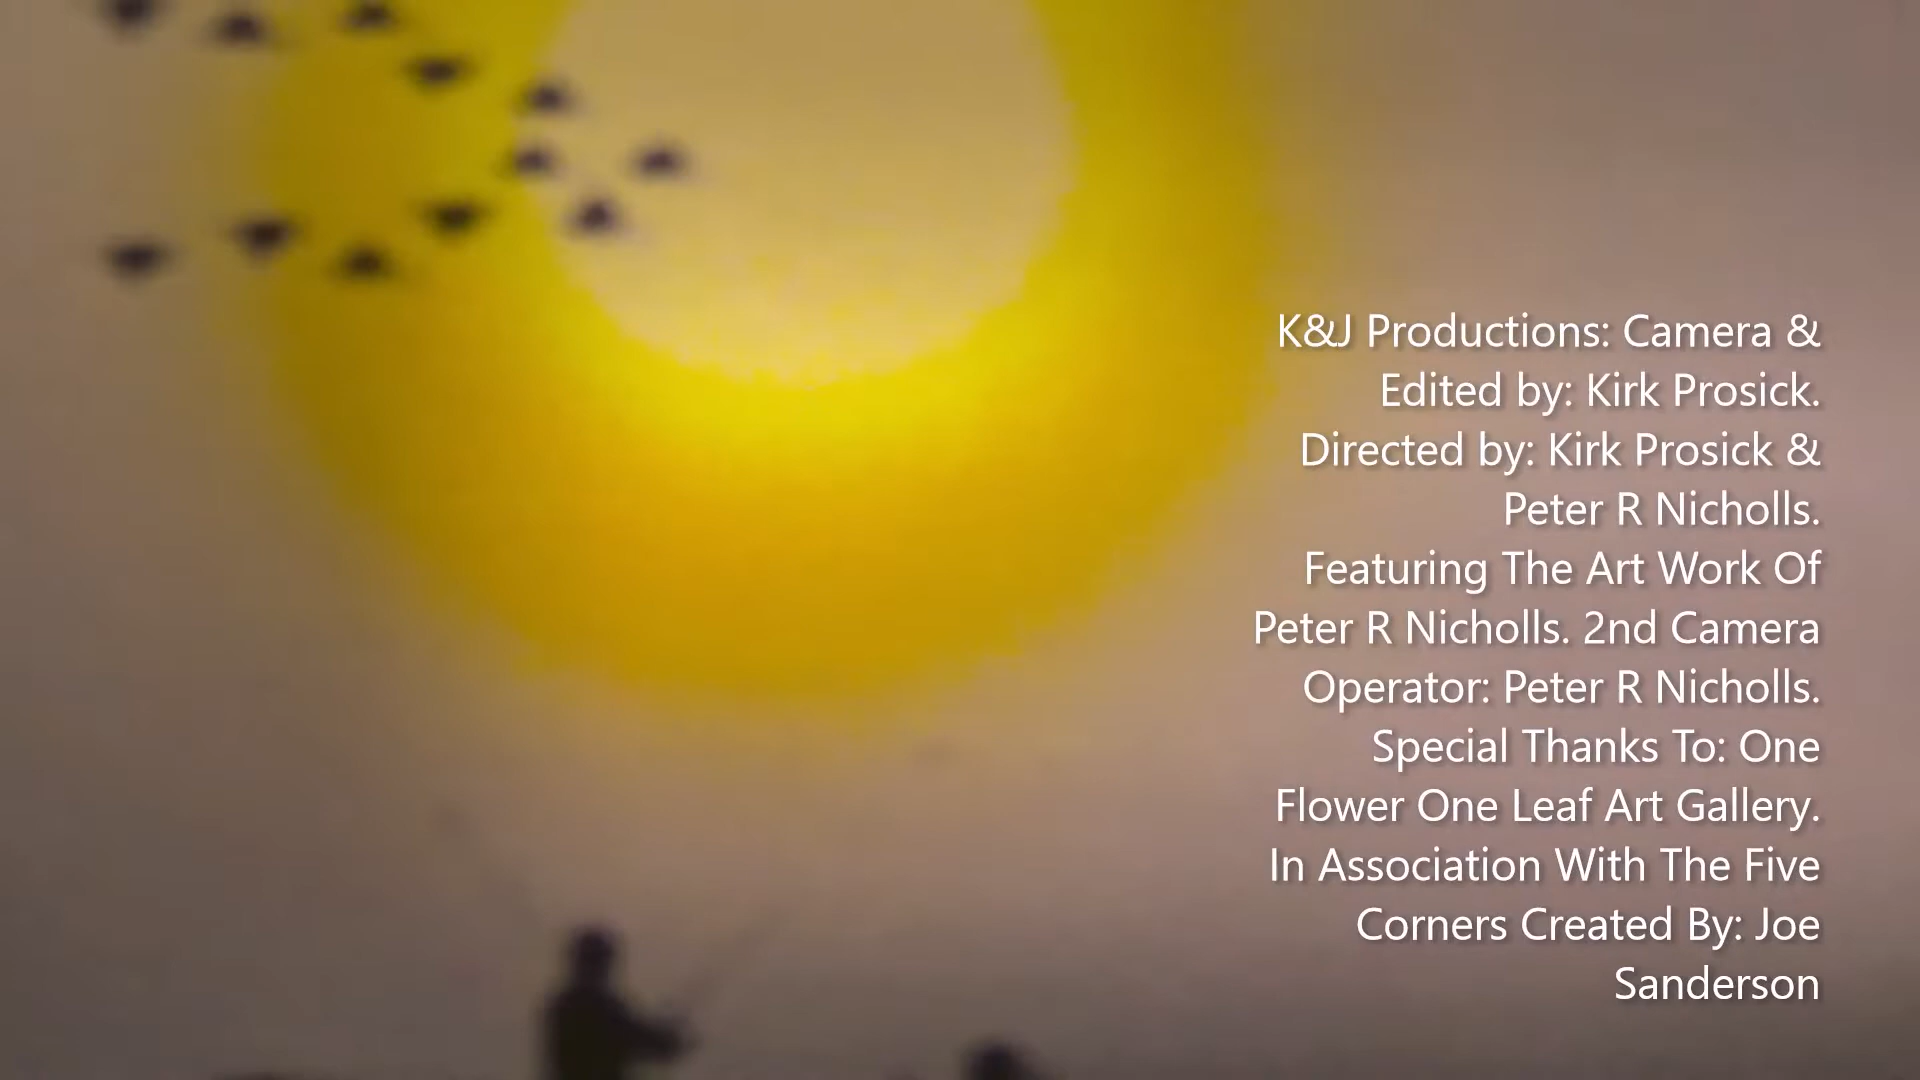 K&J Productions: Camera &
Edited by: Kirk Prosick.
Directed by: Kirk Prosick &
Peter R Nicholls.
Featuring The Art Work Of
Peter R Nicholls. 2nd Camera
Operator: Peter R Nicholls.
Special Thanks To: One
Flower One Leaf Art Gallery.
In Association With The Five
Corners Created By: Joe
Sanderson